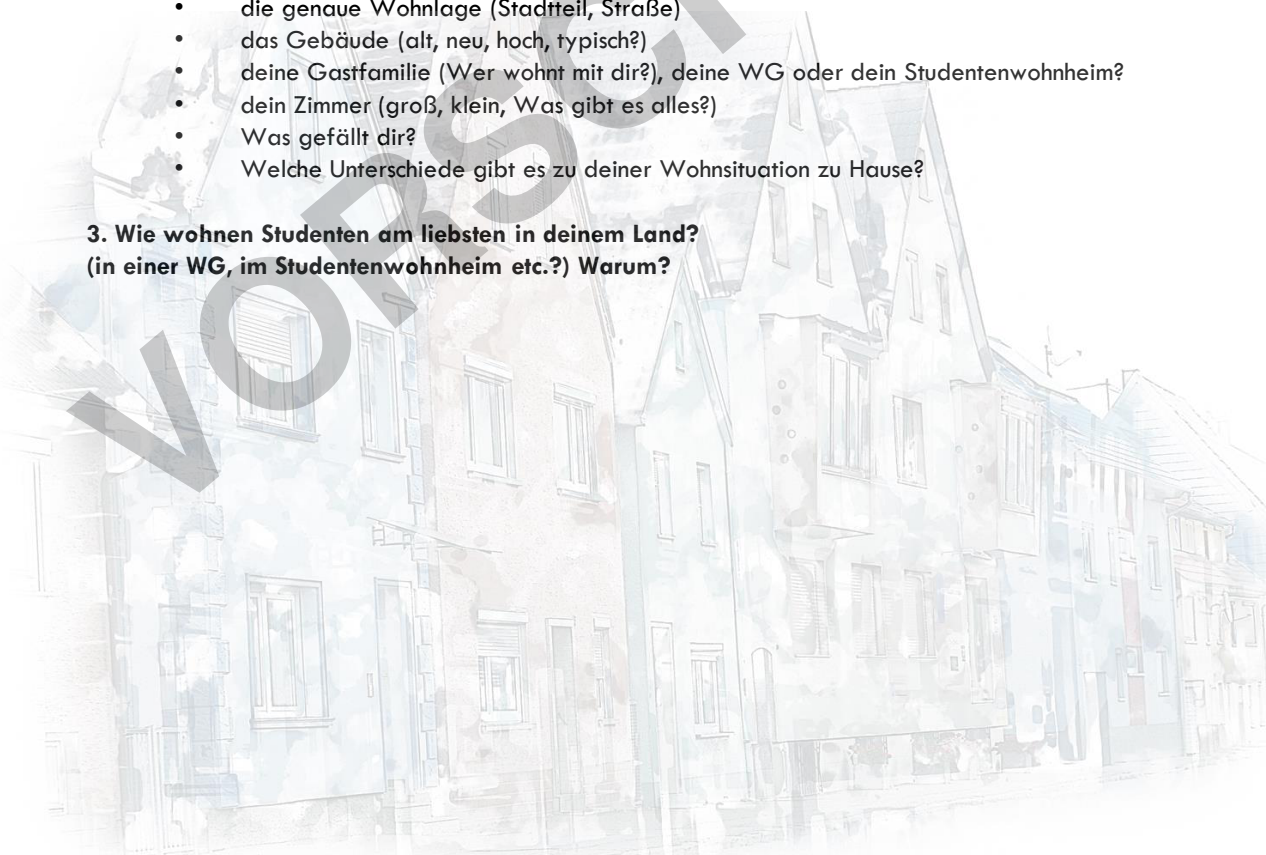 • die genaue Wohnlage (Stadtteil, Straße)
• das Gebäude (alt, neu, hoch, typisch?)
• deine Gastfamilie (Wer wohnt mit dir?), deine WG oder dein Studentenwohnheim?
• dein Zimmer (groß, klein, Was gibt es alles?)
• Was gefällt dir?
• Welche Unterschiede gibt es zu deiner Wohnsituation zu Hause?
3. Wie wohnen Studenten am liebsten in deinem Land?
(in einer WG, im Studentenwohnheim etc.?) Warum?
VORSC